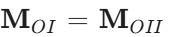 M_{OI} = M_{OII}